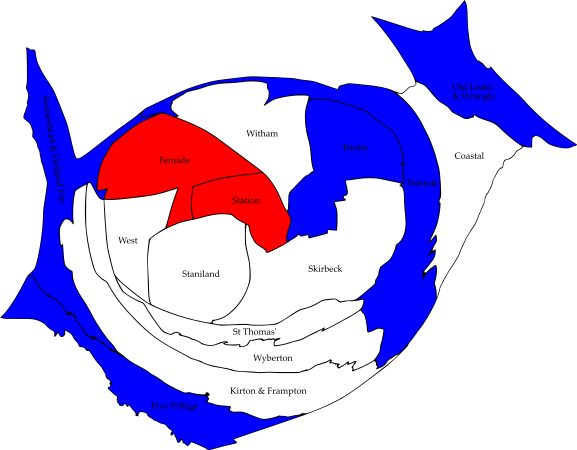 Old Leake
& Wrangle
Witham
Trinity
Coastal
Fenside
Fishtoft
Swineshead & Holland Fen
Station
West
Staniland
Skirbeck
St Thomas'
Wyberton
Kirton & Frampton
Five Village